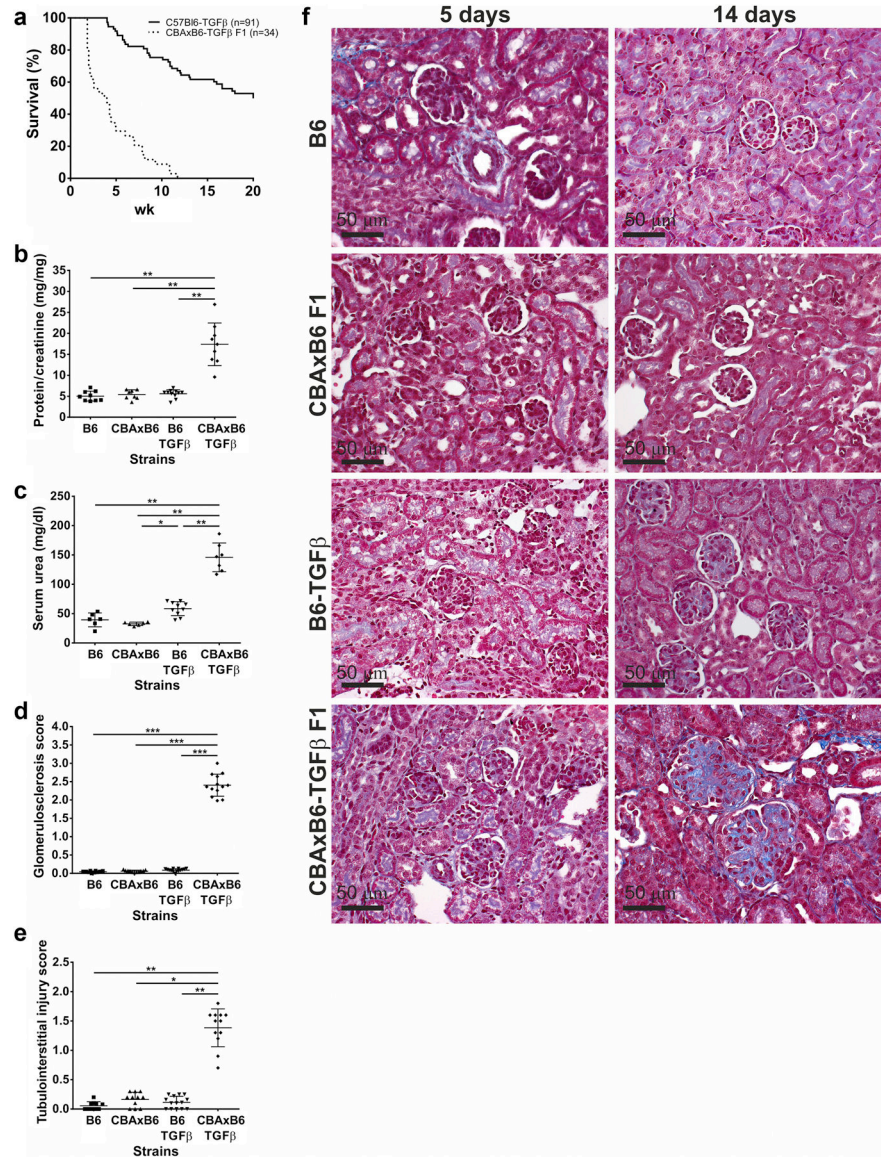 a
C57Bl6-TGFβ (n=91)
CBAxB6-TGFβ F1 (n=34)
Survival (%)
100
80
60
40
20
0
0 5 10 15 20
wk
b
Protein/creatinine (mg/mg)
35
30
25
20
15
10
5
0
**
**
**
B6 CBAxB6 B6 CBAxB6
TGFβ TGFβ
Strains
c
Serum urea (mg/dl)
250
200
150
100
50
0
**
**
* **
B6 CBAxB6 B6 CBAxB6
TGFβ TGFβ
Strains
d
Glomerulosclerosis score
4.0
3.5
3.0
2.5
2.0
1.5
1.0
0.5
0.0
***
***
***
B6 CBAxB6 B6 CBAxB6
TGFβ TGFβ
Strains
e
Tubulointerstitial injury score
2.5
2.0
1.5
1.0
0.5
0.0
**
*
**
B6 CBAxB6 B6 CBAxB6
TGFβ TGFβ
Strains
f
5 days 14 days
B6
50 µm 50 µm
CBAxB6 F1
50 µm 50 µm
B6-TGFβ
50 µm 50 µm
CBAxB6-TGFβ F1
50 µm 50 µm